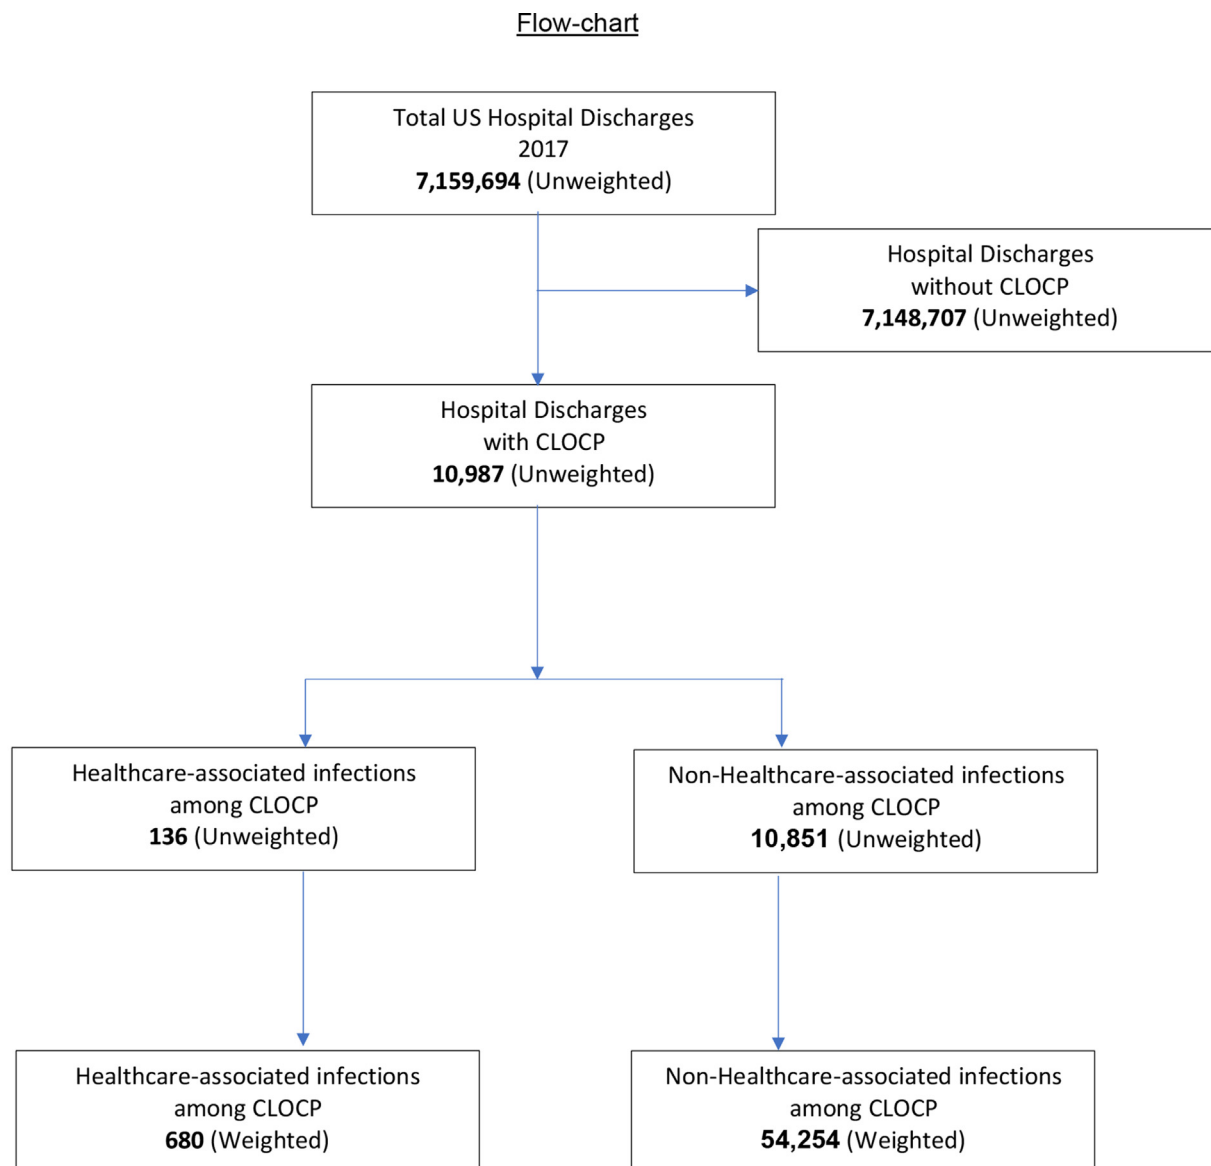 Flow-chart
Total US Hospital Discharges
2017
7,159,694 (Unweighted)
Hospital Discharges
without CLOCP
7,148,707 (Unweighted)
Hospital Discharges
with CLOCP
10,987 (Unweighted)
Healthcare-associated infections
among CLOCP
136 (Unweighted)
Non-Healthcare-associated infections
among CLOCP
10,851 (Unweighted)
Healthcare-associated infections
among CLOCP
680 (Weighted)
Non-Healthcare-associated infections
among CLOCP
54,254 (Weighted)